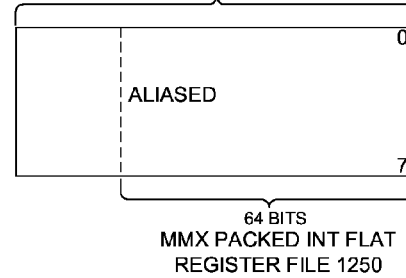 0
ALIASED
7
64 BITS
MMX PACKED INT FLAT
REGISTER FILE 1250